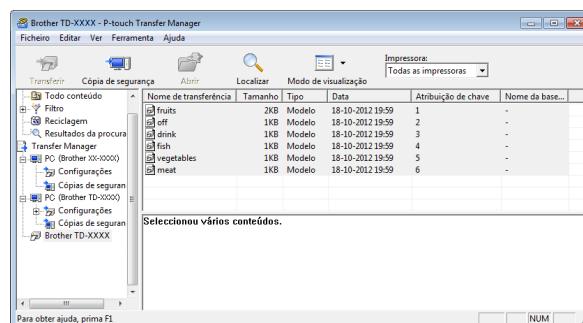 Brother TD-XXXX - P-touch Transfer Manager
Ficheiro Editar Ver Ferramenta Ajuda
Impressora:
Todas as impressoras
Transferir Cópia de segurança Abrir Localizar Modo de visualização
Todo conteúdo
Filtro
Reciclagem
Resultados da procura
Transfer Manager
PC (Brother XX-XXXX)
Configurações
Cópias de seguran
PC (Brother TD-XXXX)
Configurações
Cópias de seguran
Brother TD-XXXX
Nome de transferência Tamanho Tipo Data Atribuição de chave Nome da base...
fruits 2KB Modelo 18-10-2012 19:59 1 -
off 1KB Modelo 18-10-2012 19:59 2 -
drink 1KB Modelo 18-10-2012 19:59 3 -
fish 1KB Modelo 18-10-2012 19:59 4 -
vegetables 1KB Modelo 18-10-2012 19:59 5 -
meat 1KB Modelo 18-10-2012 19:59 6 -
Seleccionou vários conteúdos.
Para obter ajuda, prima F1
NUM